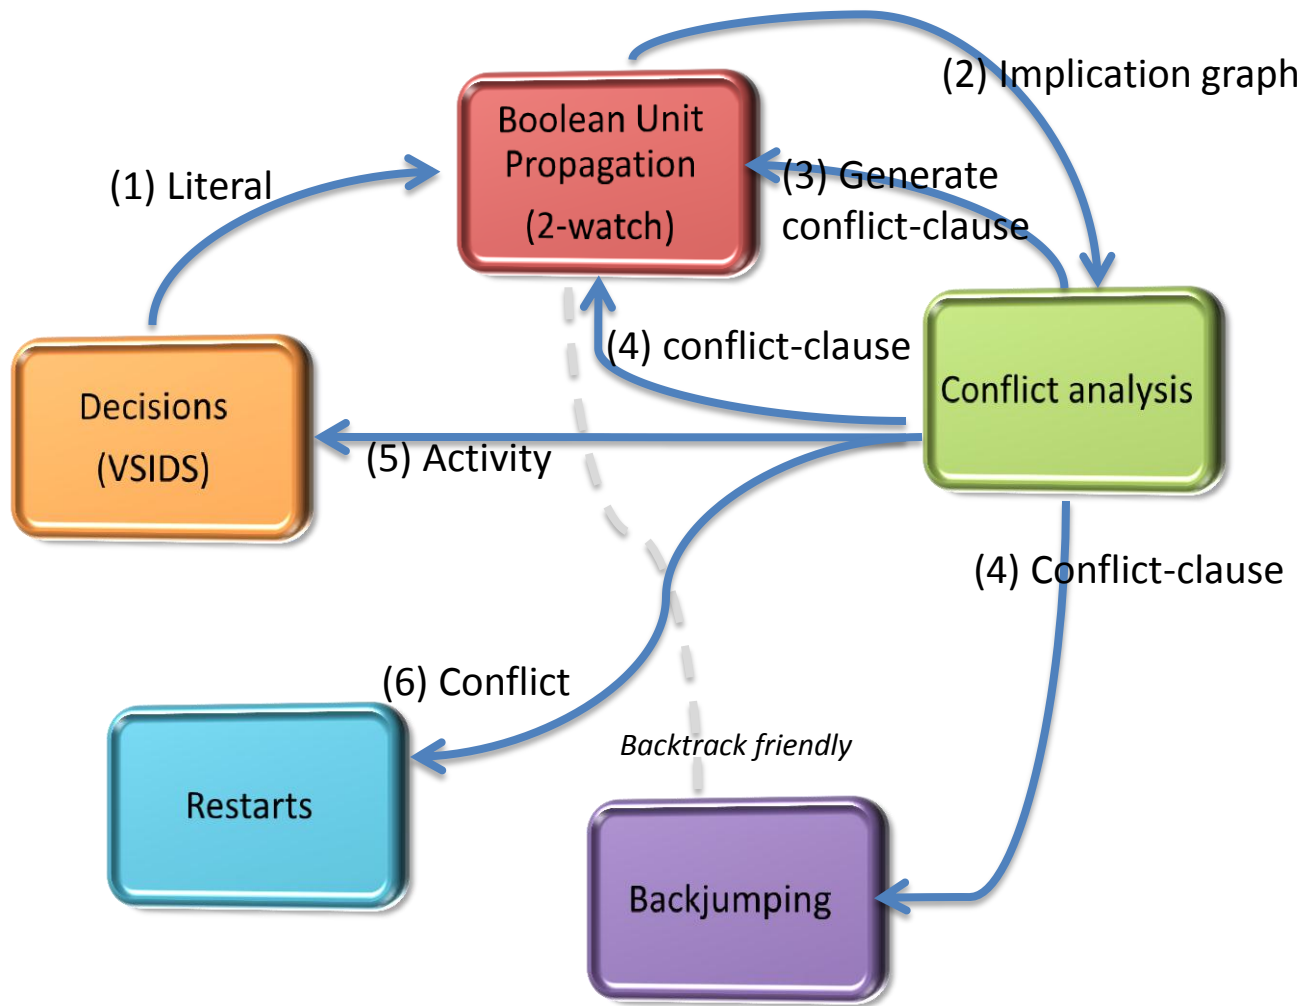 (2) Implication graph
Boolean Unit
Propagation
(2-watch)
(1) Literal
(3) Generate
conflict-clause
(4) conflict-clause
Conflict analysis
Decisions
(VSIDS)
(5) Activity
(4) Conflict-clause
(6) Conflict
Backtrack friendly
Restarts
Backjumping